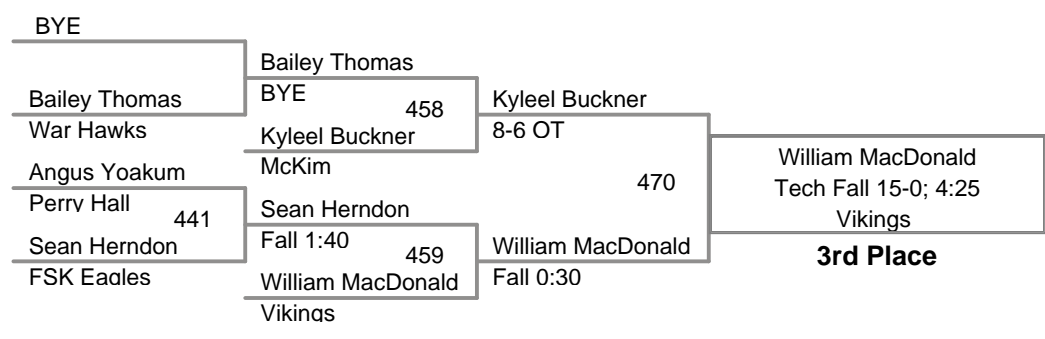 BYE
Bailey Thomas
War Hawks
Angus Yoakum
Perry Hall
441
Sean Herndon
FSK Eagles
Bailey Thomas
BYE
458
Kyleel Buckner
McKim
Sean Herndon
Fall 1:40
459
William MacDonald
Vikings
Kyleel Buckner
8-6 OT
470
William MacDonald
Fall 0:30
William MacDonald
Tech Fall 15-0; 4:25
Vikings
3rd Place